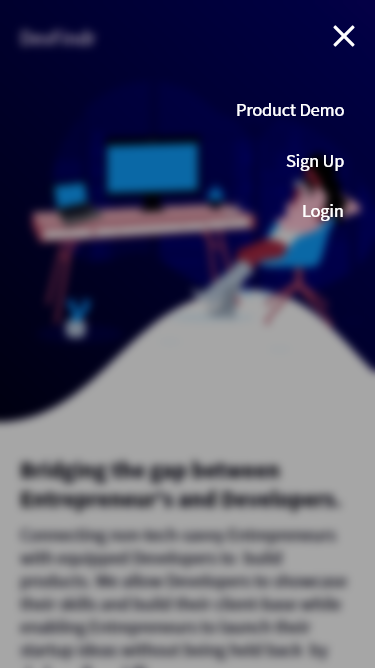 DevFindr
Product Demo
Sign Up
Login
Bridging the gap between
Entrepreneur's and Developers.
Connecting non-tech-savvy Entrepreneurs
with equipped Developers to build
products. We allow Developers to showcase
their skills and build their client base while
enabling Entrepreneurs to launch their
startup ideas without being held back by